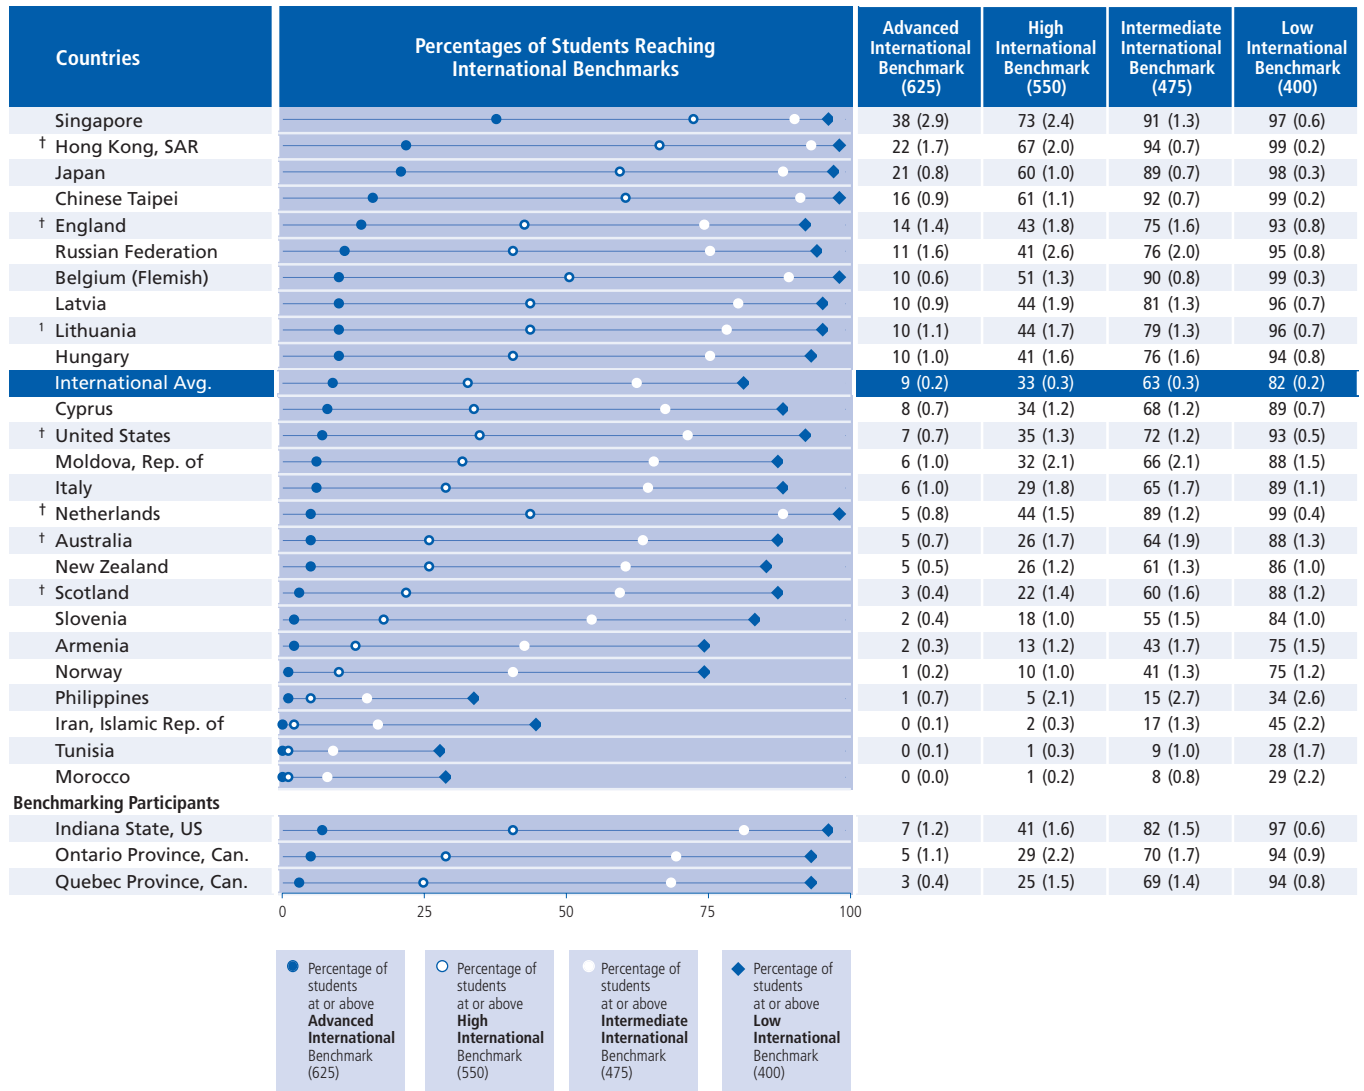 Countries
Percentages of Students Reaching
International Benchmarks
Advanced
International
Benchmark
(625)
High
International
Benchmark
(550)
Intermediate
International
Benchmark
(475)
Low
International
Benchmark
(400)
Singapore 38 (2.9) 73 (2.4) 91 (1.3) 97 (0.6)
† Hong Kong, SAR 22 (1.7) 67 (2.0) 94 (0.7) 99 (0.2)
Japan 21 (0.8) 60 (1.0) 89 (0.7) 98 (0.3)
Chinese Taipei 16 (0.9) 61 (1.1) 92 (0.7) 99 (0.2)
† England 14 (1.4) 43 (1.8) 75 (1.6) 93 (0.8)
Russian Federation 11 (1.6) 41 (2.6) 76 (2.0) 95 (0.8)
Belgium (Flemish) 10 (0.6) 51 (1.3) 90 (0.8) 99 (0.3)
Latvia 10 (0.9) 44 (1.9) 81 (1.3) 96 (0.7)
1 Lithuania 10 (1.1) 44 (1.7) 79 (1.3) 96 (0.7)
Hungary 10 (1.0) 41 (1.6) 76 (1.6) 94 (0.8)
International Avg. 9 (0.2) 33 (0.3) 63 (0.3) 82 (0.2)
Cyprus 8 (0.7) 34 (1.2) 68 (1.2) 89 (0.7)
† United States 7 (0.7) 35 (1.3) 72 (1.2) 93 (0.5)
Moldova, Rep. of 6 (1.0) 32 (2.1) 66 (2.1) 88 (1.5)
Italy 6 (1.0) 29 (1.8) 65 (1.7) 89 (1.1)
† Netherlands 5 (0.8) 44 (1.5) 89 (1.2) 99 (0.4)
† Australia 5 (0.7) 26 (1.7) 64 (1.9) 88 (1.3)
New Zealand 5 (0.5) 26 (1.2) 61 (1.3) 86 (1.0)
† Scotland 3 (0.4) 22 (1.4) 60 (1.6) 88 (1.2)
Slovenia 2 (0.4) 18 (1.0) 55 (1.5) 84 (1.0)
Armenia 2 (0.3) 13 (1.2) 43 (1.7) 75 (1.5)
Norway 1 (0.2) 10 (1.0) 41 (1.3) 75 (1.2)
Philippines 1 (0.7) 5 (2.1) 15 (2.7) 34 (2.6)
Iran, Islamic Rep. of 0 (0.1) 2 (0.3) 17 (1.3) 45 (2.2)
Tunisia 0 (0.1) 1 (0.3) 9 (1.0) 28 (1.7)
Morocco 0 (0.0) 1 (0.2) 8 (0.8) 29 (2.2)
Benchmarking Participants
Indiana State, US 7 (1.2) 41 (1.6) 82 (1.5) 97 (0.6)
Ontario Province, Can. 5 (1.1) 29 (2.2) 70 (1.7) 94 (0.9)
Quebec Province, Can. 3 (0.4) 25 (1.5) 69 (1.4) 94 (0.8)
0 25 50 75 100
Percentage of
students
at or above
Advanced
International
Benchmark
(625)
Percentage of
students
at or above
High
International
Benchmark
(550)
Percentage of
students
at or above
Intermediate
International
Benchmark
(475)
Percentage of
students
at or above
Low
International
Benchmark
(400)